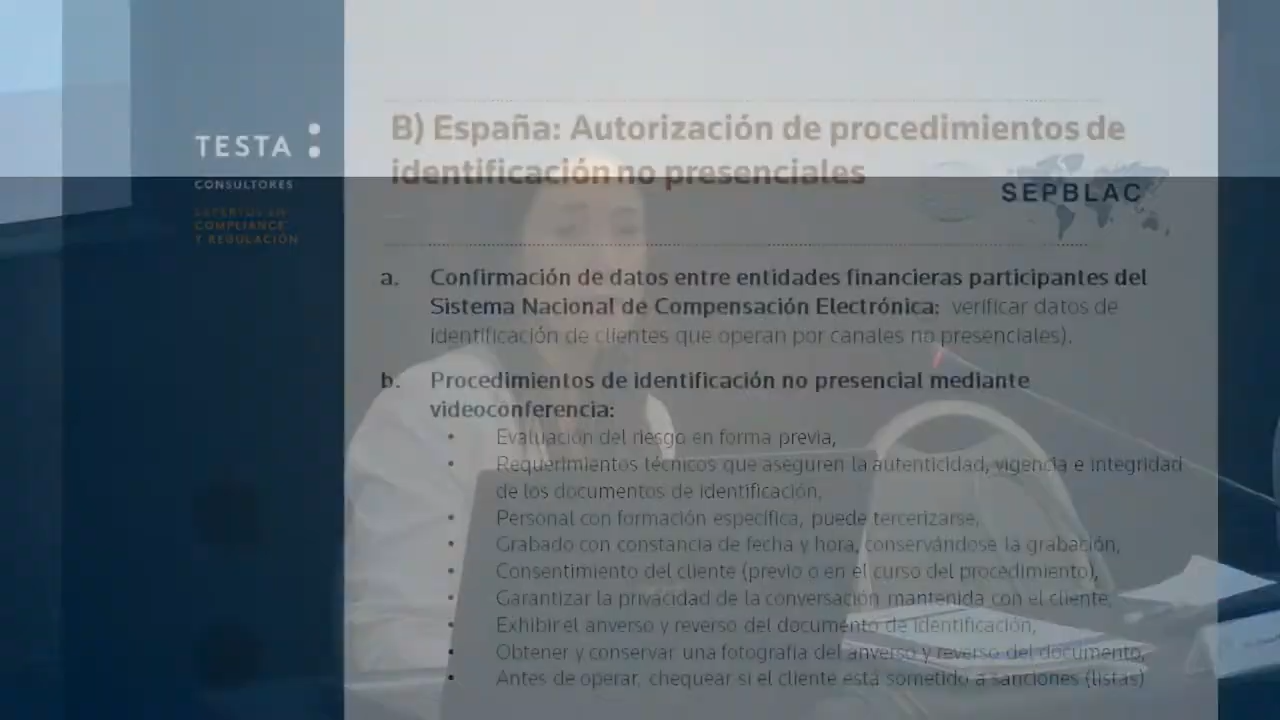 TESTA
CONSULTORES
EXPERTOS EN
COMPLIANCE
Y REGULACIÓN
B) España: Autorización de procedimientos de
identificación no presenciales
SEPBLAC
a. Confirmación de datos entre entidades financieras participantes del
Sistema Nacional de Compensación Electrónica: verificar datos de
identificación de clientes que operan por canales no presenciales).
b. Procedimientos de identificación no presencial mediante
videoconferencia:
• Evaluación del riesgo en forma previa,
• Requerimientos técnicos que aseguren la autenticidad, vigencia e integridad
de los documentos de identificación,
• Personal con formación específica, puede tercerizarse,
• Grabado con constancia de fecha y hora, conservándose la grabación,
• Consentimiento del cliente (previo o en el curso del procedimiento),
• Garantizar la privacidad de la conversación mantenida con el cliente,
• Exhibir el anverso y reverso del documento de identificación,
• Obtener y conservar una fotografía del anverso y reverso del documento,
• Antes de operar, chequear si el cliente está sometido a sanciones (listas)